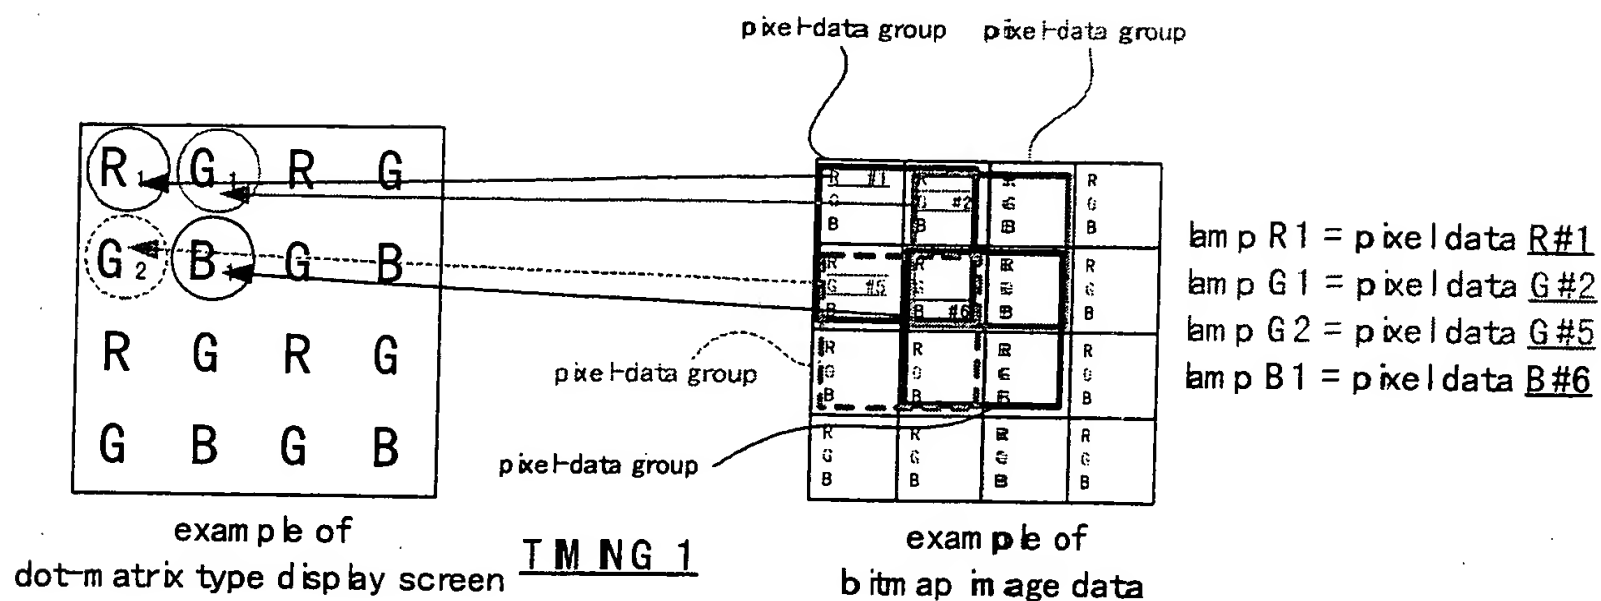 pixel-data group pixel-data group
R1 G1 R G
G2 B1 G B
R G R G
G B G B
R #1 R R R
G G #2 G G
B B B B
R R R R
G #5 G G G
B B #6 B B
R R R R
G G G G
B B B B
R R R R
G G G G
B B B B
pixel-data group
pixel-data group
lamp R1 = pixel data R#1
lamp G1 = pixel data G#2
lamp G2 = pixel data G#5
lamp B1 = pixel data B#6
example of
dot-matrix type display screen
TIMING 1
example of
bitmap image data